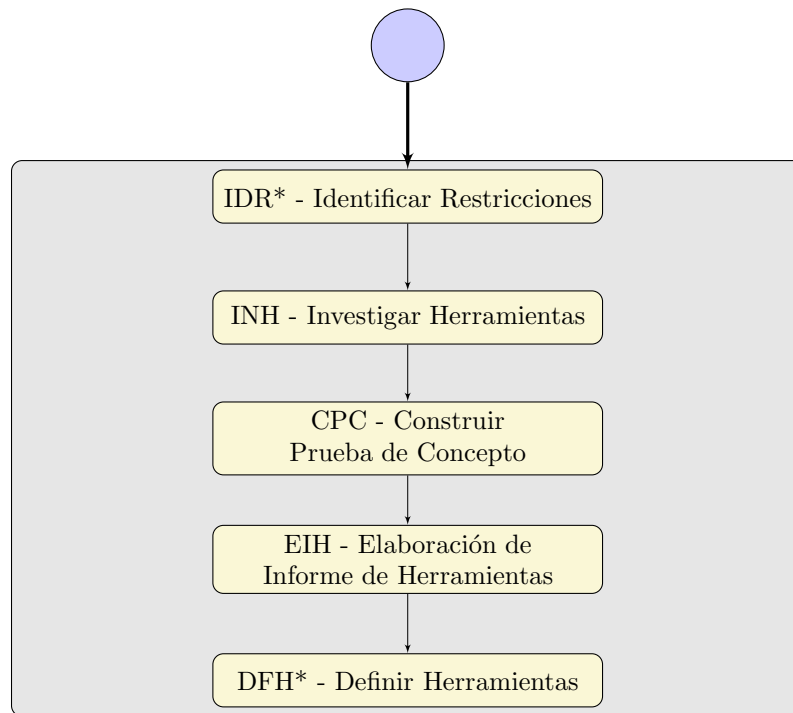 IDR* - Identificar Restricciones
INH - Investigar Herramientas
CPC - Construir
Prueba de Concepto
EIH - Elaboración de
Informe de Herramientas
DFH* - Definir Herramientas